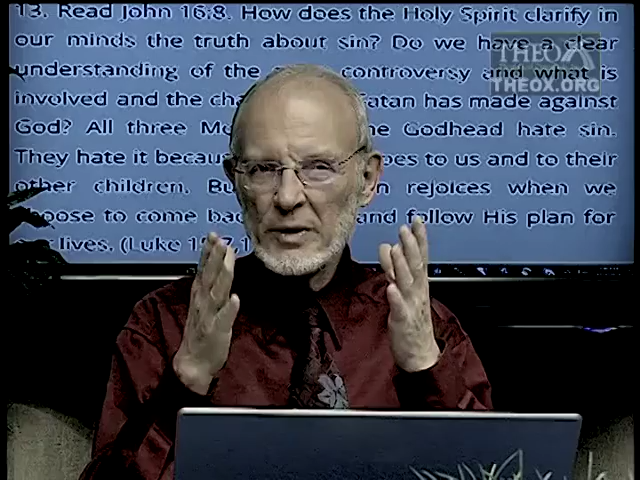 13. Read John 16:8. How does the Holy Spirit clarify in
our minds the truth about sin? Do we have a clear
understanding of the controversy and what is
involved and the Satan has made against
God? All three the Godhead hate sin.
They hate it to us and to their
other children. rejoices when we
to come and follow His plan for
lives. (Luke
THEOX
THEOX.ORG